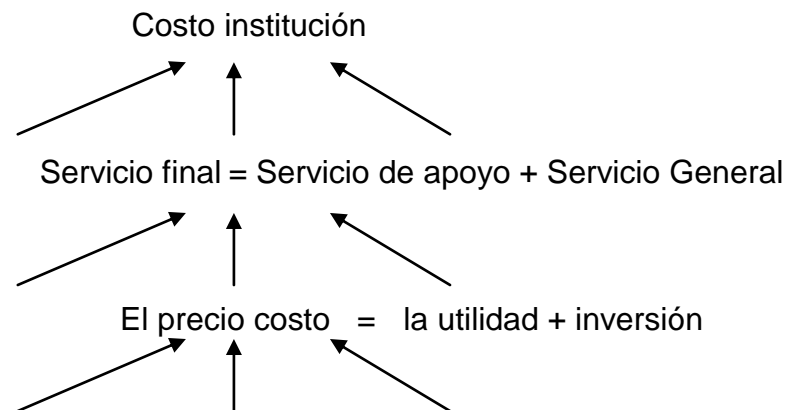 Costo institución
Servicio final = Servicio de apoyo + Servicio General
El precio costo = la utilidad + inversión